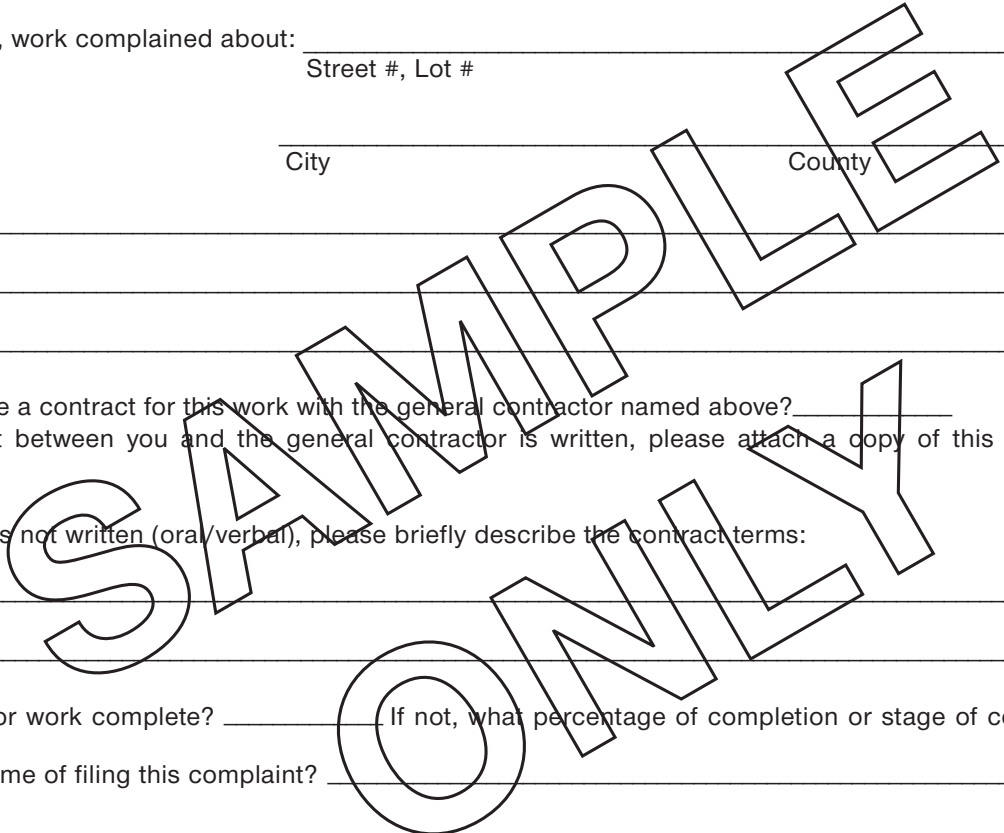 , work complained about:
Street #, Lot #
City County
e a contract for this work with the general contractor named above?
t between you and the general contractor is written, please attach a copy of this
s not written (oral/verbal), please briefly describe the contract terms:
or work complete? If not, what percentage of completion or stage of c
me of filing this complaint?
SAMPLE
ONLY